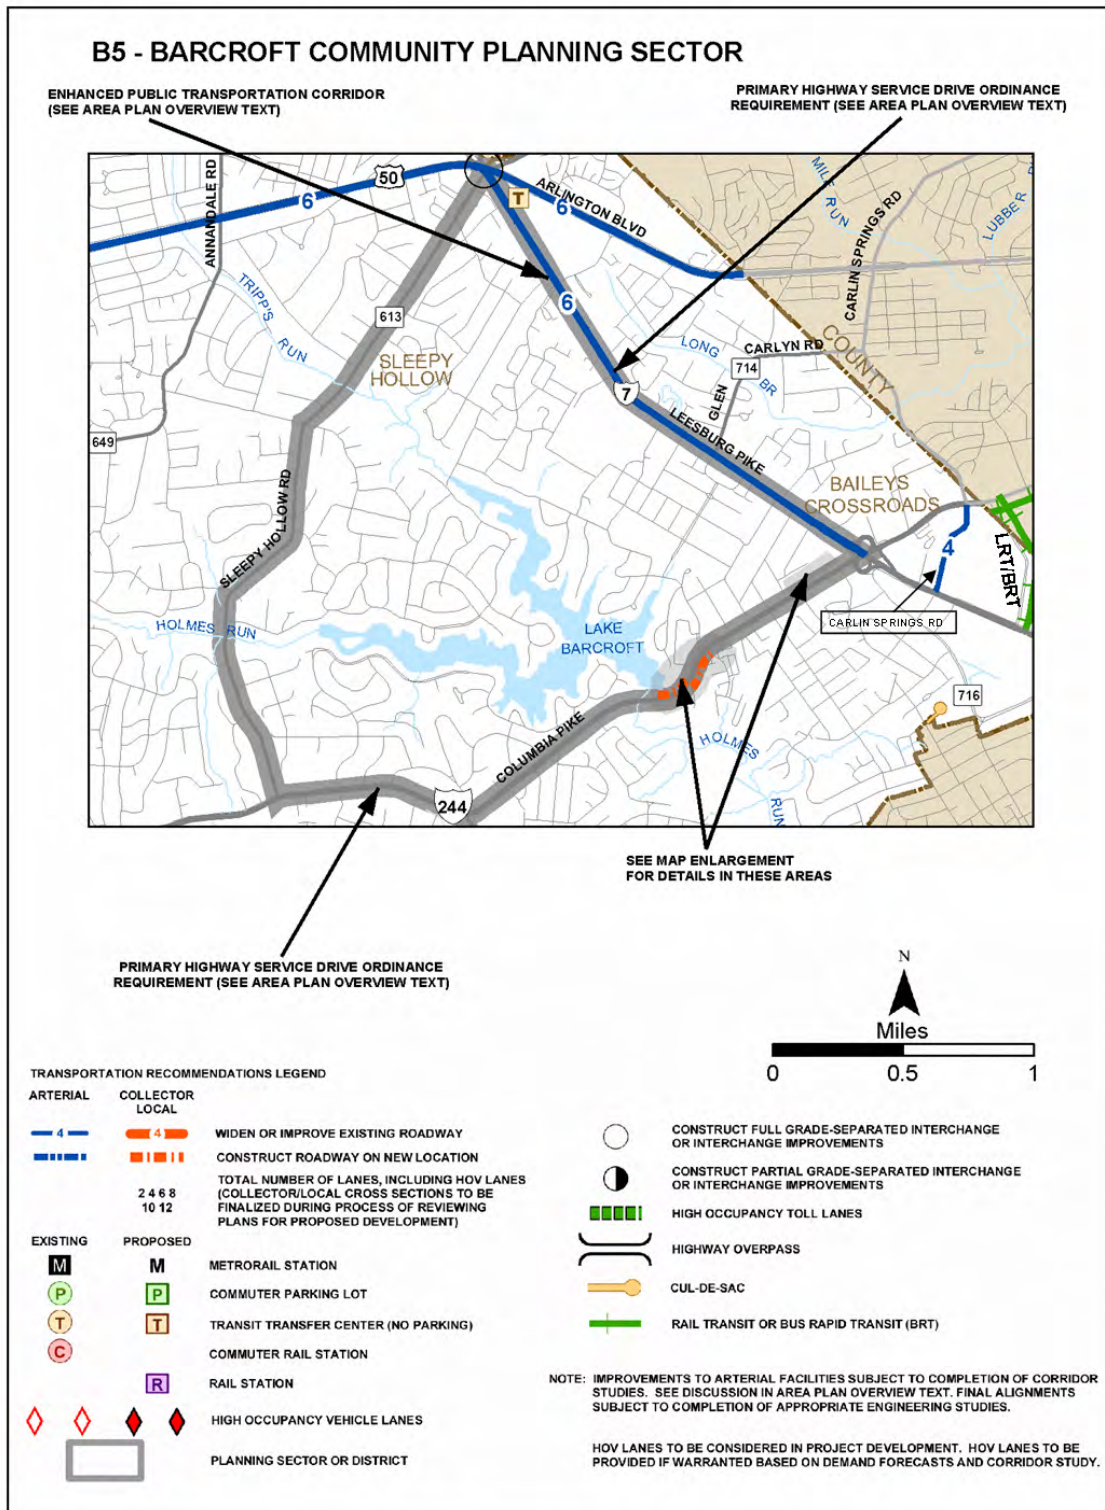 B5 - BARCROFT COMMUNITY PLANNING SECTOR
ENHANCED PUBLIC TRANSPORTATION CORRIDOR
(SEE AREA PLAN OVERVIEW TEXT)
PRIMARY HIGHWAY SERVICE DRIVE ORDINANCE
REQUIREMENT (SEE AREA PLAN OVERVIEW TEXT)
ANNANDALE RD
50
6
T
ARLINGTON BLVD
6
MILE RUN
LUBBER
CARLIN SPRINGS RD
TRIPP'S RUN
613
SLEEPY
HOLLOW
6
LONG BR
CARLYN RD
714
GLEN
COUNTY
7
LEESBURG PIKE
649
BAILEYS
CROSSROADS
SLEEPY HOLLOW RD
4
LRT/BRT
HOLMES RUN
LAKE
BARCROFT
CARLIN SPRINGS RD
716
COLUMBIA PIKE
HOLMES
RUN
244
SEE MAP ENLARGEMENT
FOR DETAILS IN THESE AREAS
PRIMARY HIGHWAY SERVICE DRIVE ORDINANCE
REQUIREMENT (SEE AREA PLAN OVERVIEW TEXT)
N
Miles
0 0.5 1
TRANSPORTATION RECOMMENDATIONS LEGEND
ARTERIAL COLLECTOR
LOCAL
4 4 WIDEN OR IMPROVE EXISTING ROADWAY
CONSTRUCT ROADWAY ON NEW LOCATION
2 4 6 8
10 12
TOTAL NUMBER OF LANES, INCLUDING HOV LANES
(COLLECTOR/LOCAL CROSS SECTIONS TO BE
FINALIZED DURING PROCESS OF REVIEWING
PLANS FOR PROPOSED DEVELOPMENT)
EXISTING PROPOSED
M M METRORAIL STATION
P P COMMUTER PARKING LOT
T T TRANSIT TRANSFER CENTER (NO PARKING)
C COMMUTER RAIL STATION
R RAIL STATION
HIGH OCCUPANCY VEHICLE LANES
PLANNING SECTOR OR DISTRICT
CONSTRUCT FULL GRADE-SEPARATED INTERCHANGE
OR INTERCHANGE IMPROVEMENTS
CONSTRUCT PARTIAL GRADE-SEPARATED INTERCHANGE
OR INTERCHANGE IMPROVEMENTS
HIGH OCCUPANCY TOLL LANES
HIGHWAY OVERPASS
CUL-DE-SAC
RAIL TRANSIT OR BUS RAPID TRANSIT (BRT)
NOTE: IMPROVEMENTS TO ARTERIAL FACILITIES SUBJECT TO COMPLETION OF CORRIDOR
STUDIES. SEE DISCUSSION IN AREA PLAN OVERVIEW TEXT. FINAL ALIGNMENTS
SUBJECT TO COMPLETION OF APPROPRIATE ENGINEERING STUDIES.
HOV LANES TO BE CONSIDERED IN PROJECT DEVELOPMENT. HOV LANES TO BE
PROVIDED IF WARRANTED BASED ON DEMAND FORECASTS AND CORRIDOR STUDY.